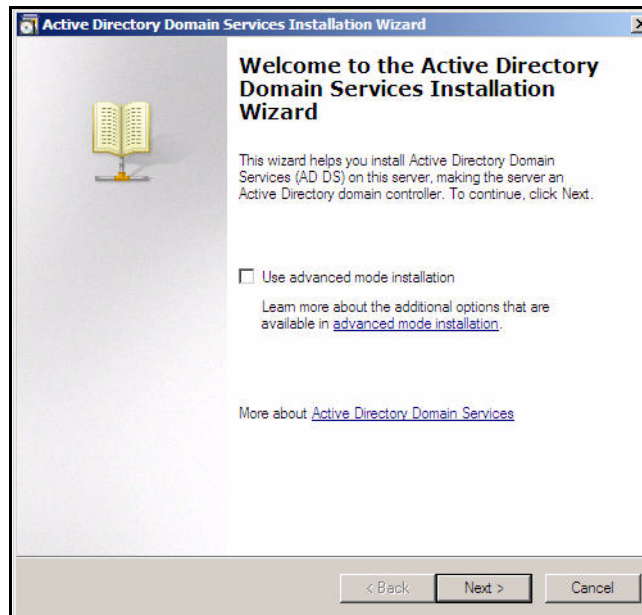 Active Directory Domain Services Installation Wizard
Welcome to the Active Directory
Domain Services Installation
Wizard
This wizard helps you install Active Directory Domain
Services (AD DS) on this server, making the server an
Active Directory domain controller. To continue, click Next.
Use advanced mode installation
Learn more about the additional options that are
available in advanced mode installation.
More about Active Directory Domain Services
< Back Next > Cancel